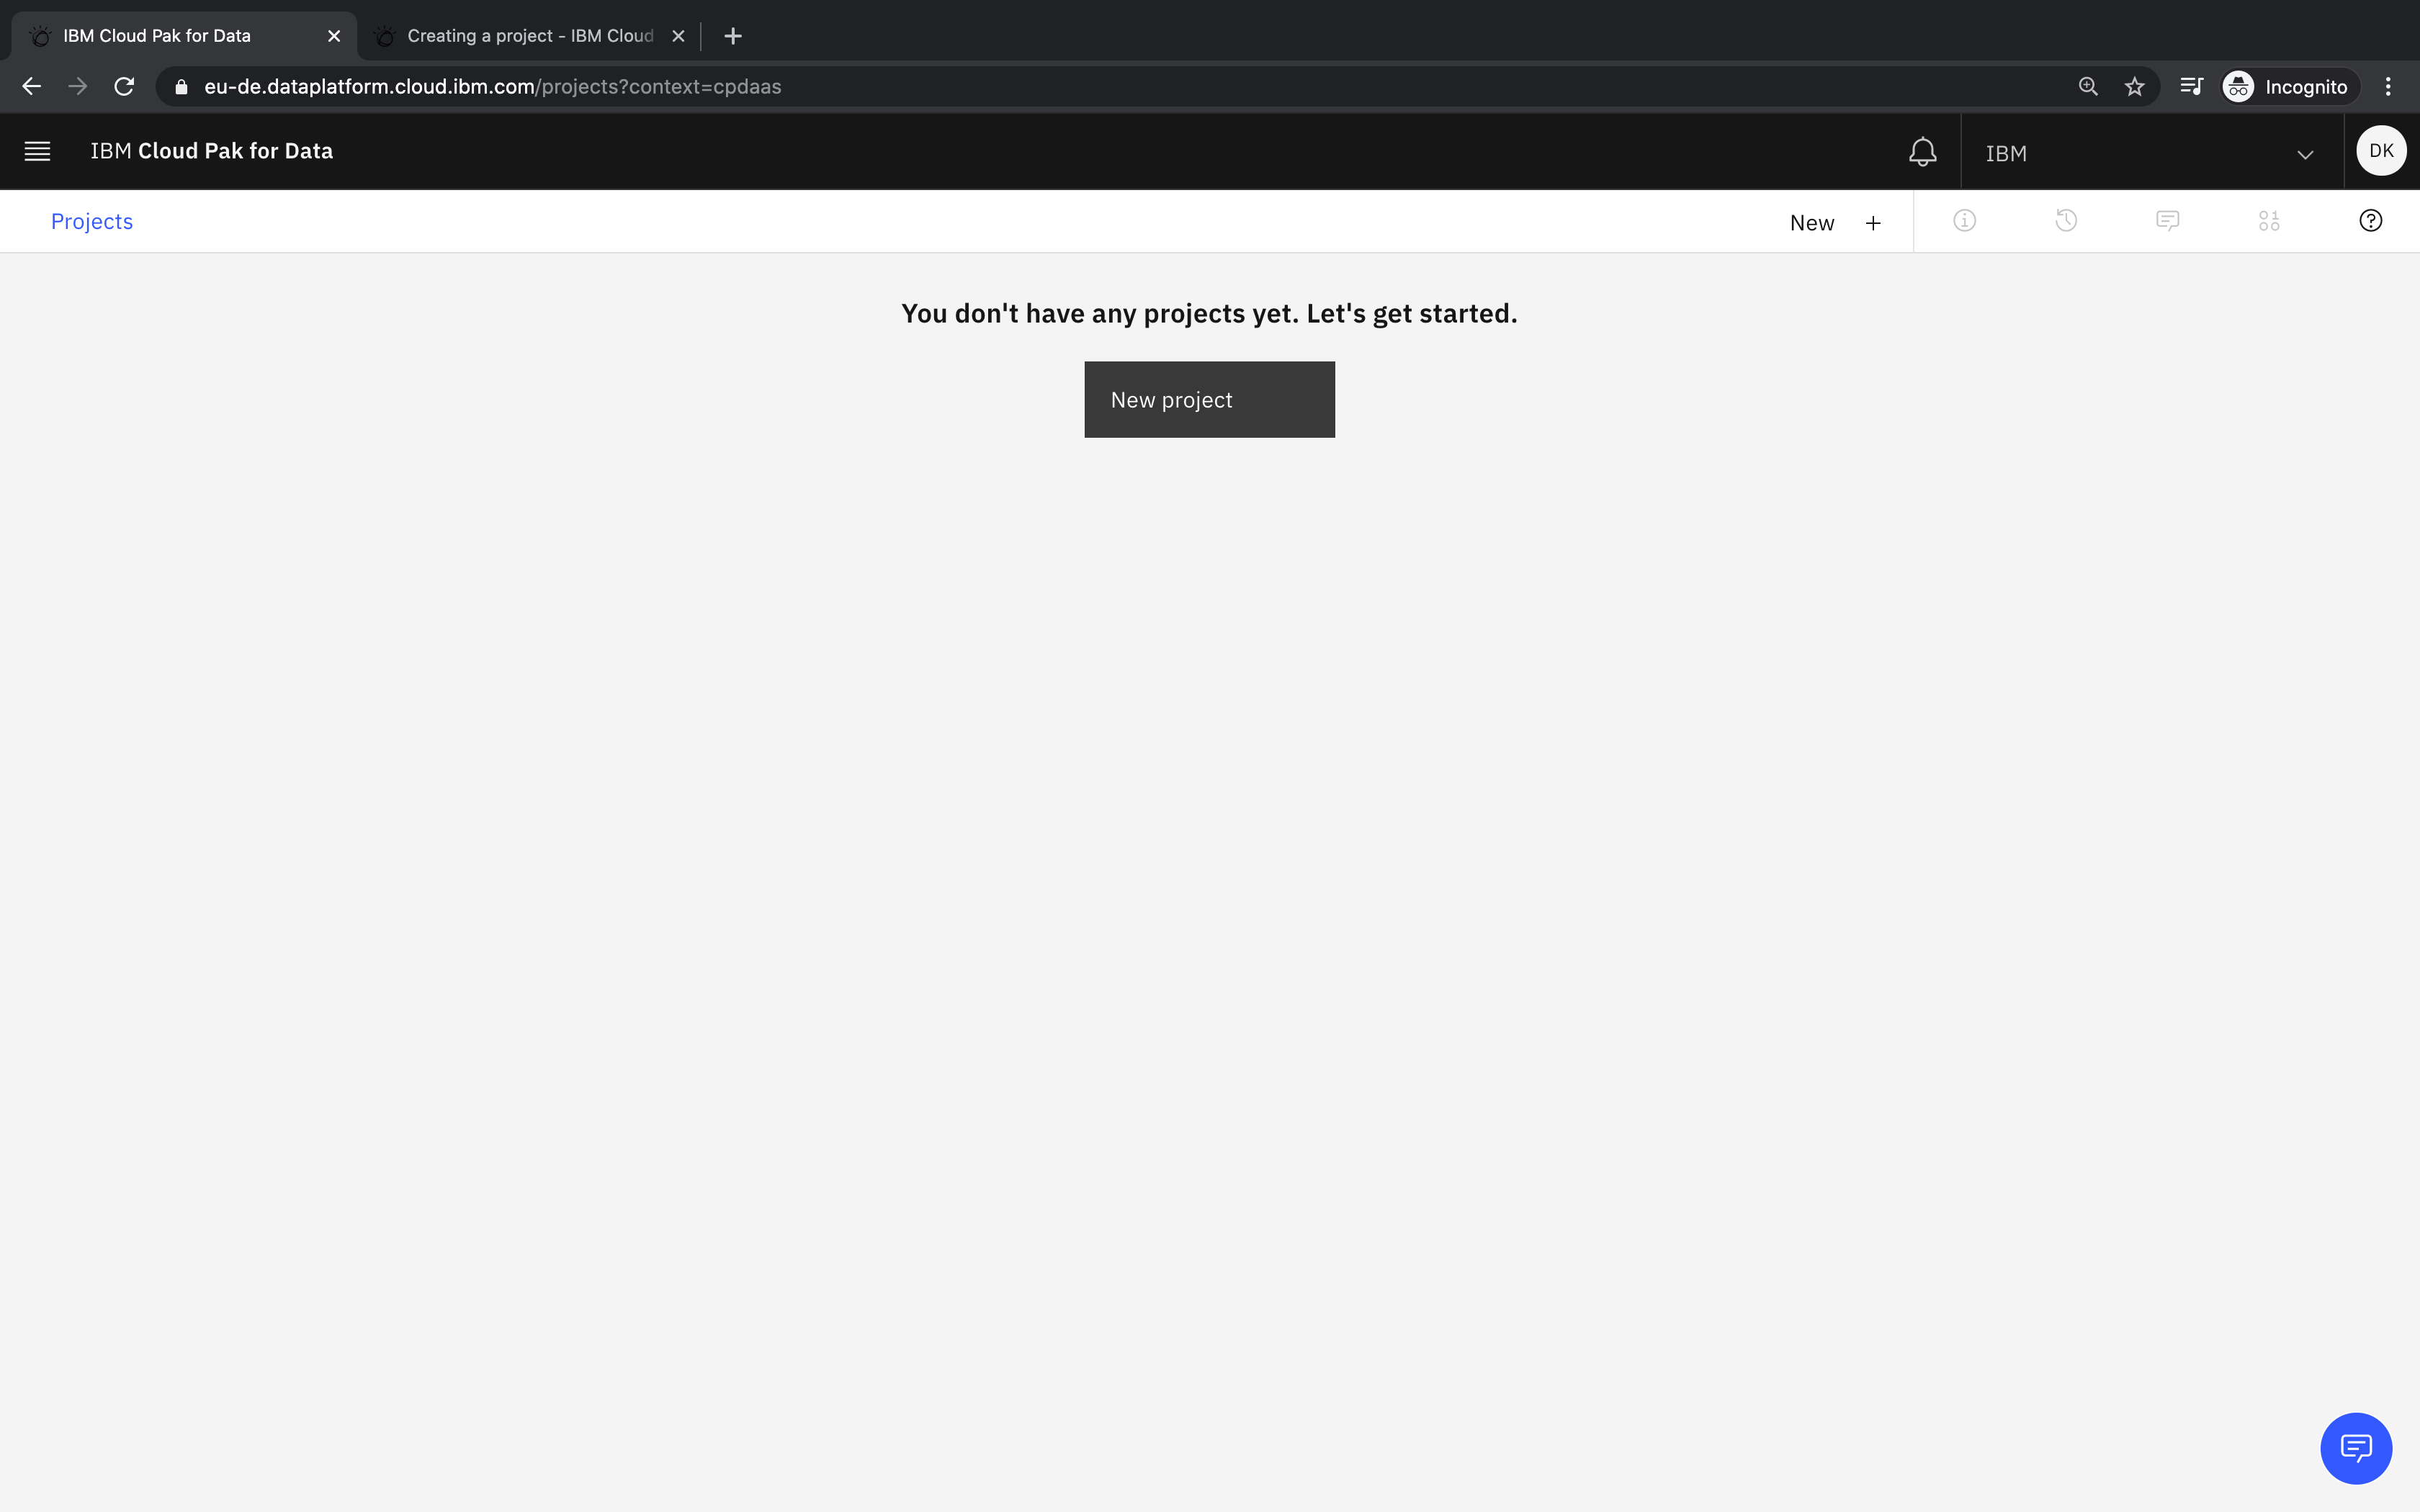 IBM Cloud Pak for Data
Creating a project - IBM Cloud
eu-de.dataplatform.cloud.ibm.com/projects?context=cpdaas
Incognito
IBM Cloud Pak for Data
IBM
DK
Projects
New +
You don't have any projects yet. Let's get started.
New project